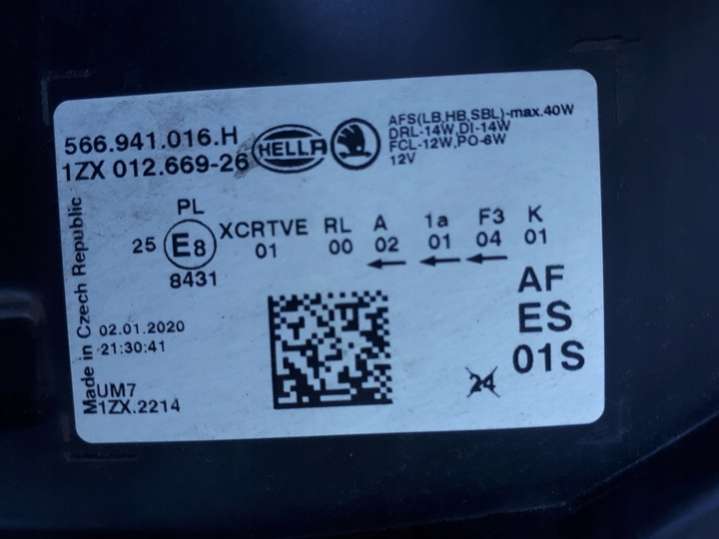 566.941.016.H
1ZX 012.669-26
HELLA
AFS(LB,HB,SBL)-max.40W
DRL-14W,DI-14W
FCL-12W,PO-6W
12V
PL
25 E8 XCRTVE RL A 1a F3 K
8431 01 00 02 01 04 01
Made in Czech Republic
02.01.2020
21:30:41
UM7
1ZX.2214
AF
ES
01S
24